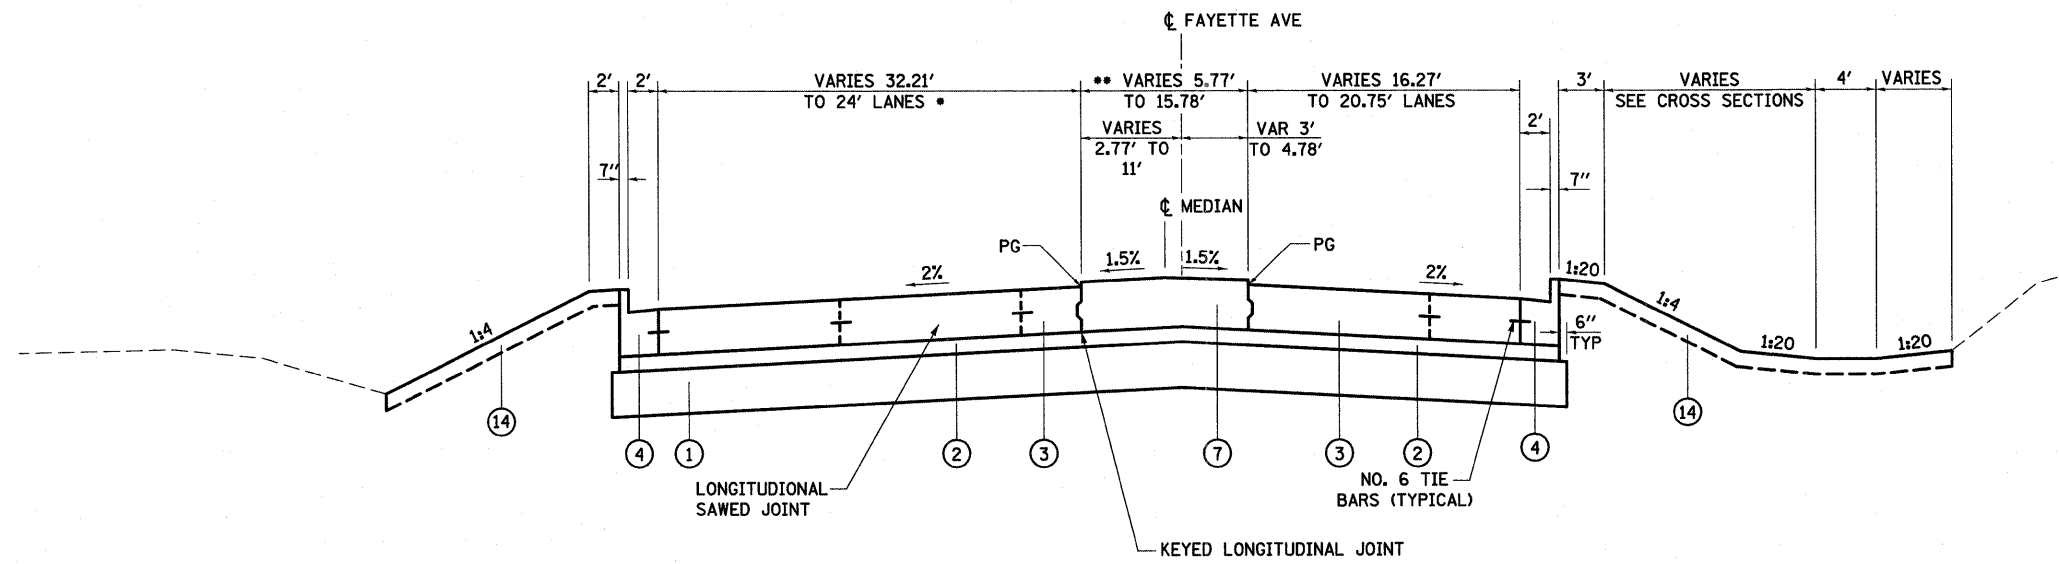 ℄ FAYETTE AVE
2'
2'
VARIES 32.21'
TO 24' LANES *
** VARIES 5.77'
TO 15.78'
VARIES 16.27'
TO 20.75' LANES
3'
VARIES
SEE CROSS SECTIONS
4'
VARIES
VARIES
2.77' TO
11'
VAR 3'
TO 4.78'
2'
7"
7"
℄ MEDIAN
PG
PG
2%
1.5%
1.5%
2%
1:20
1:4
1:4
6"
TYP
1:20
1:20
14
14
4
1
2
3
7
3
2
4
LONGITUDIONAL
SAWED JOINT
NO. 6 TIE
BARS (TYPICAL)
KEYED LONGITUDINAL JOINT